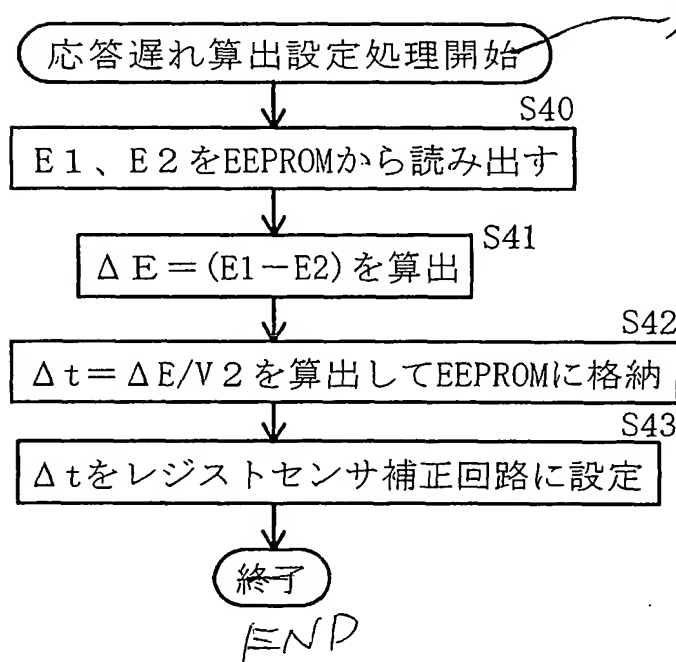 応答遅れ算出設定処理開始
S40
E1、E2をEEPROMから読み出す
S41
ΔE=(E1-E2)を算出
S42
Δt=ΔE/V2を算出してEEPROMに格納
S43
Δtをレジストセンサ補正回路に設定
終了
END